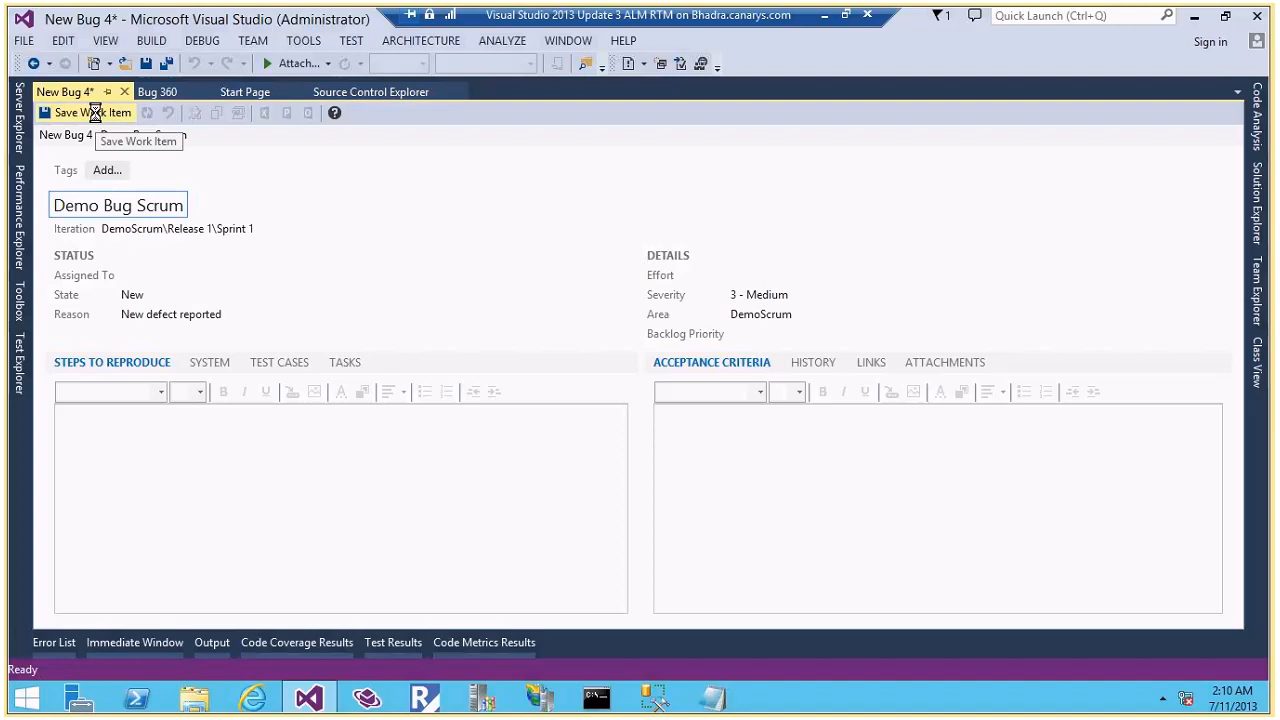 New Bug 4* - Microsoft Visual Studio (Administrator)
Visual Studio 2013 Update 3 ALM RTM on Bhadra.canarys.com
1
Quick Launch (Ctrl+Q)
FILE EDIT VIEW BUILD DEBUG TEAM TOOLS TEST ARCHITECTURE ANALYZE WINDOW HELP
Sign in
Attach...
New Bug 4* Bug 360 Start Page Source Control Explorer
Save Work Item
New Bug 4
Save Work Item
Tags Add...
Demo Bug Scrum
Iteration DemoScrum\Release 1\Sprint 1
STATUS DETAILS
Assigned To Effort
State New Severity 3 - Medium
Reason New defect reported Area DemoScrum
Backlog Priority
STEPS TO REPRODUCE SYSTEM TEST CASES TASKS ACCEPTANCE CRITERIA HISTORY LINKS ATTACHMENTS
B I U B I U
Server Explorer
Performance Explorer
Toolbox
Test Explorer
Code Analysis
Solution Explorer
Team Explorer
Class View
Error List Immediate Window Output Code Coverage Results Test Results Code Metrics Results
Ready
2:10 AM
7/11/2013